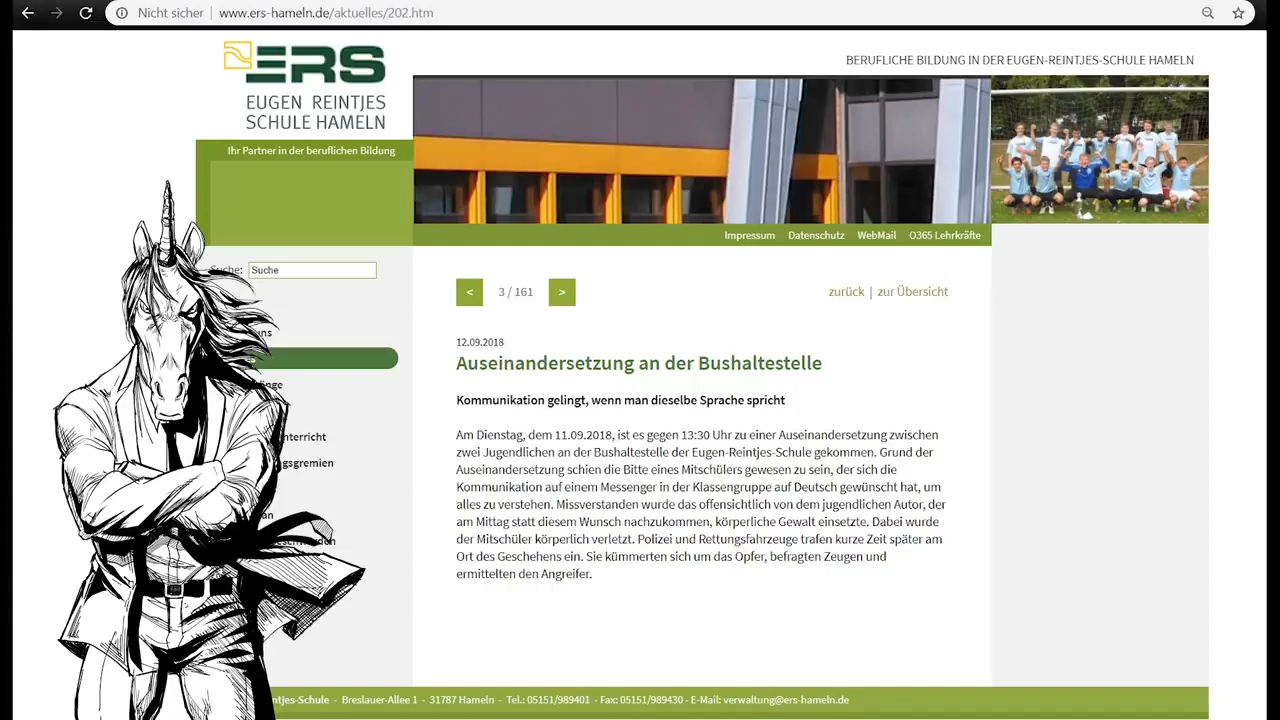 Nicht sicher | www.ers-hameln.de/aktuelles/202.htm
ERS
EUGEN REINTJES
SCHULE HAMELN
BERUFLICHE BILDUNG IN DER EUGEN-REINTJES-SCHULE HAMELN
Ihr Partner in der beruflichen Bildung
Impressum Datenschutz WebMail O365 Lehrkräfte
Suche: Suche
< 3 / 161 > zurück | zur Übersicht
12.09.2018
Auseinandersetzung an der Bushaltestelle
Kommunikation gelingt, wenn man dieselbe Sprache spricht
Am Dienstag, dem 11.09.2018, ist es gegen 13:30 Uhr zu einer Auseinandersetzung zwischen
zwei Jugendlichen an der Bushaltestelle der Eugen-Reintjes-Schule gekommen. Grund der
Auseinandersetzung schien die Bitte eines Mitschülers gewesen zu sein, der sich die
Kommunikation auf einem Messenger in der Klassengruppe auf Deutsch gewünscht hat, um
alles zu verstehen. Missverstanden wurde das offensichtlich von dem jugendlichen Autor, der
am Mittag statt diesem Wunsch nachzukommen, körperliche Gewalt einsetzte. Dabei wurde
der Mitschüler körperlich verletzt. Polizei und Rettungsfahrzeuge trafen kurze Zeit später am
Ort des Geschehens ein. Sie kümmerten sich um das Opfer, befragten Zeugen und
ermittelten den Angreifer.
ntjes-Schule - Breslauer-Allee 1 - 31787 Hameln - Tel.: 05151/989401 - Fax: 05151/989430 - E-Mail: verwaltung@ers-hameln.de